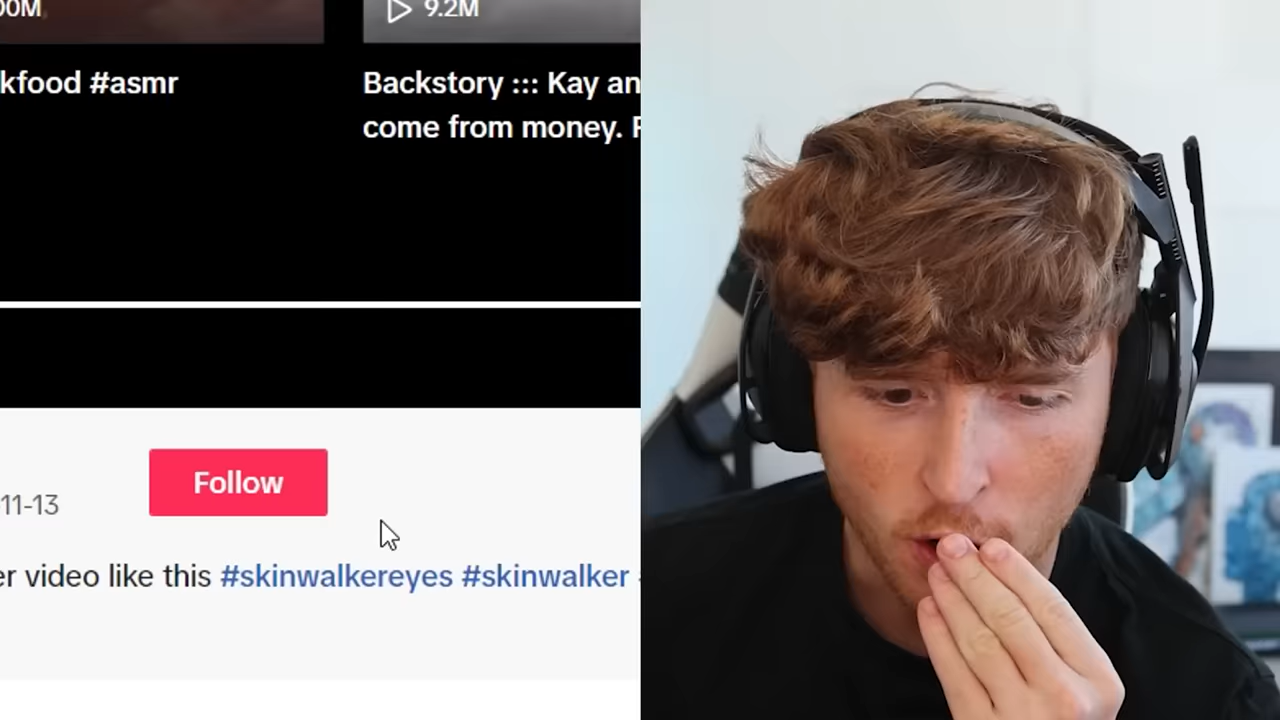 00M
9.2M
kfood #asmr
Backstory ::: Kay an
come from money.
Follow
11-13
er video like this #skinwalkereyes #skinwalker